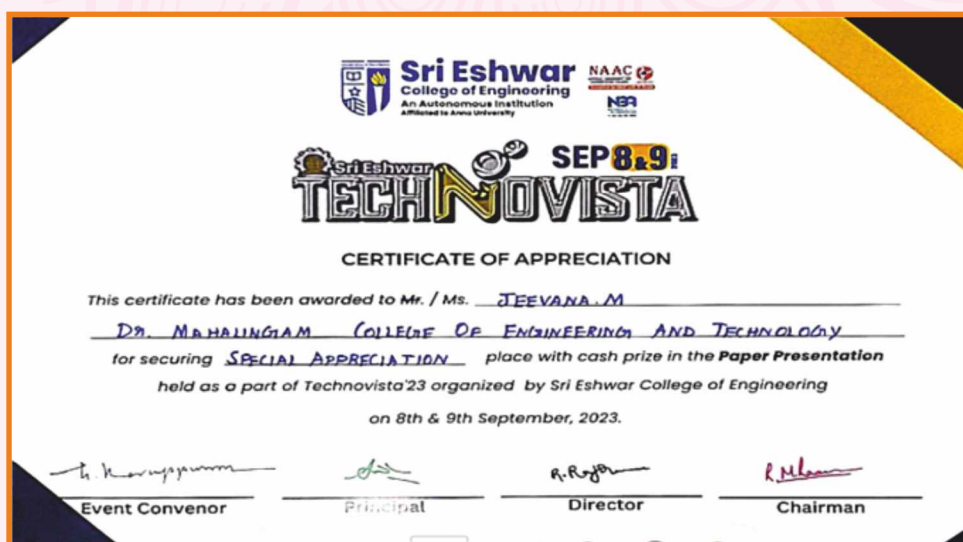 Sri Eshwar
College of Engineering
An Autonomous Institution
Affiliated to Anna University
NAAC
NBA
Sri Eshwar
TECHNOVISTA
SEP 8&9
CERTIFICATE OF APPRECIATION
This certificate has been awarded to Mr. / Ms. JEEVANA.M
DR. MAHALINGAM COLLEGE OF ENGINEERING AND TECHNOLOGY
for securing SPECIAL APPRECIATION place with cash prize in the Paper Presentation
held as a part of Technovista'23 organized by Sri Eshwar College of Engineering
on 8th & 9th September, 2023.
Event Convenor Principal Director Chairman